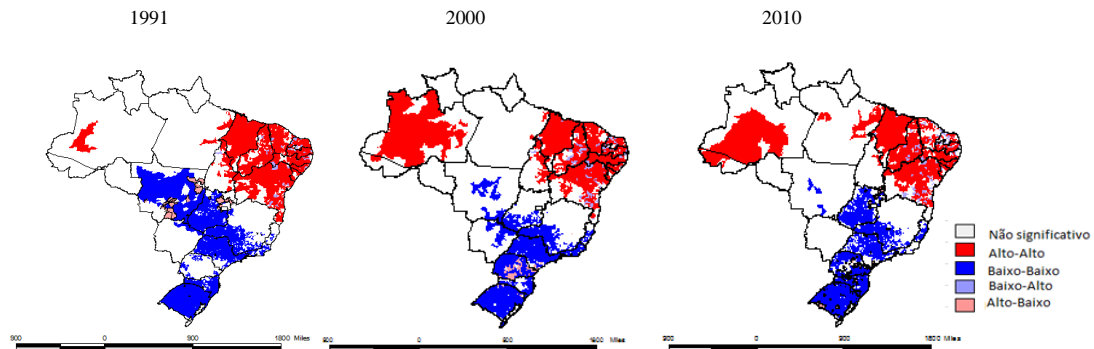 1991
2000
2010
Não significativo
Alto-Alto
Baixo-Baixo
Baixo-Alto
Alto-Baixo
900 0 900 1800 Miles
900 0 900 1800 Miles
900 0 900 1800 Miles